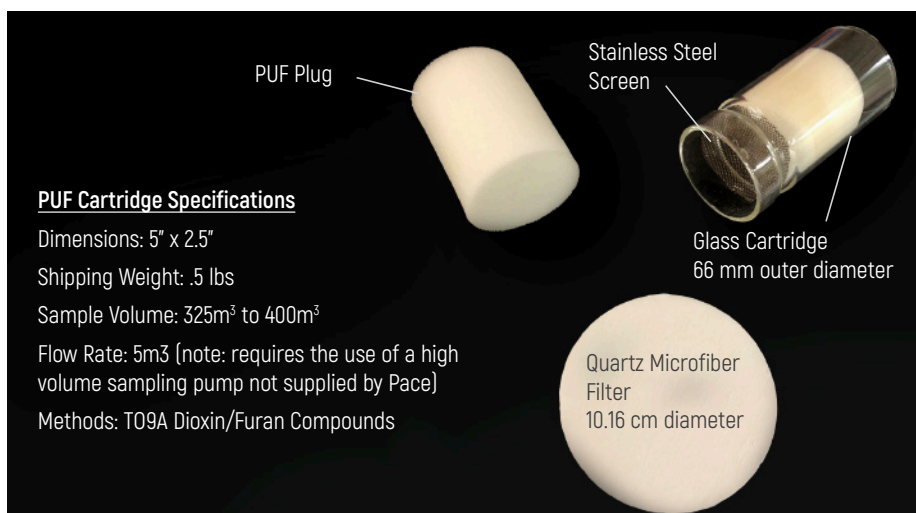 PUF Plug
Stainless Steel
Screen
PUF Cartridge Specifications
Dimensions: 5" x 2.5"
Shipping Weight: .5 lbs
Sample Volume: 325m³ to 400m³
Flow Rate: 5m3 (note: requires the use of a high
volume sampling pump not supplied by Pace)
Methods: TO9A Dioxin/Furan Compounds
Glass Cartridge
66 mm outer diameter
Quartz Microfiber
Filter
10.16 cm diameter